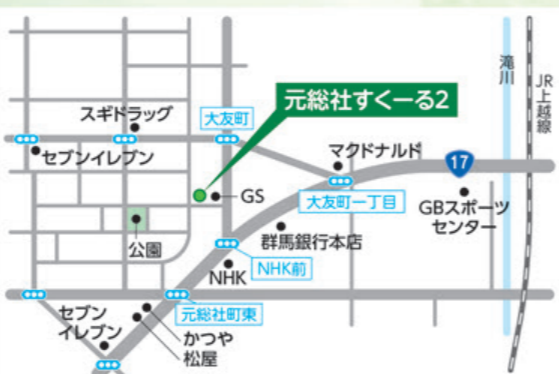 滝川
JR上越線
元総社すくーる2
スギドラッグ
大友町
セブンイレブン
マクドナルド
17
GS
大友町一丁目
GBスポーツ
センター
公園
群馬銀行本店
NHK
NHK前
セブン
イレブン
元総社町東
かつや
松屋